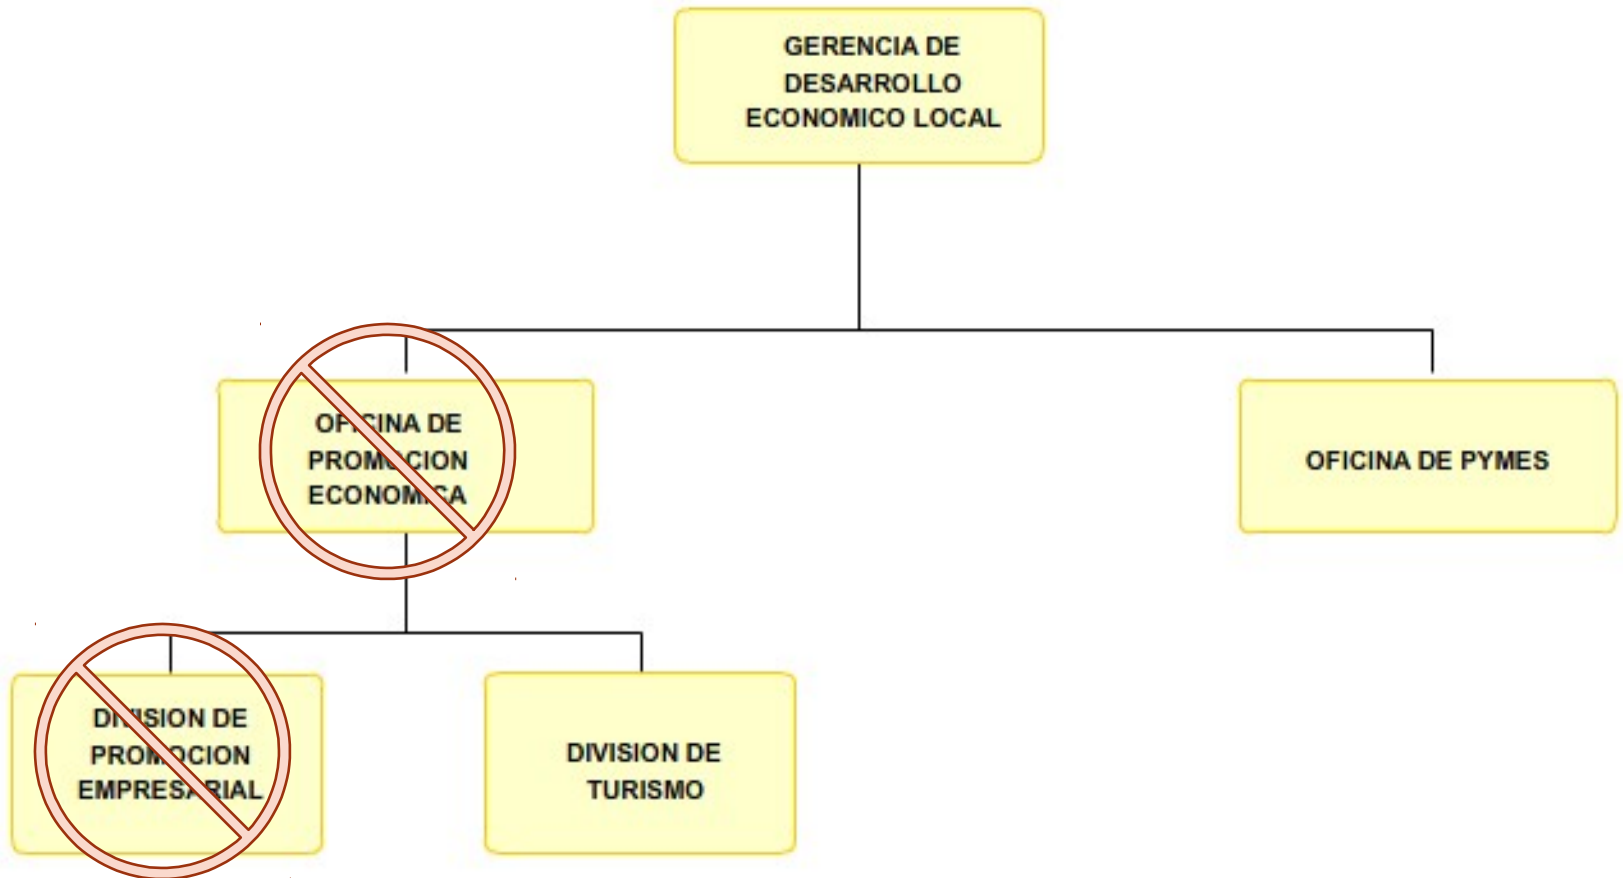 GERENCIA DE
DESARROLLO
ECONOMICO LOCAL
OFICINA DE
PROMOCION
ECONOMICA
OFICINA DE PYMES
DIVISION DE
PROMOCION
EMPRESARIAL
DIVISION DE
TURISMO